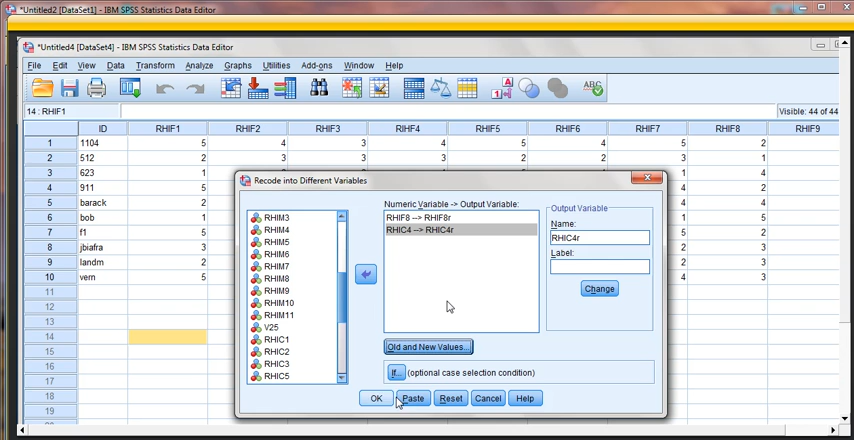 *Untitled2 [DataSet1] - IBM SPSS Statistics Data Editor
*Untitled4 [DataSet4] - IBM SPSS Statistics Data Editor
File Edit View Data Transform Analyze Graphs Utilities Add-ons Window Help
14 : RHIF1 Visible: 44 of 44
ID RHIF1 RHIF2 RHIF3 RHIF4 RHIF5 RHIF6 RHIF7 RHIF8 RHIF9
1 1104 5 4 3 4 5 4 5 2
2 512 2 3 3 3 2 2 3 1
3 623 1 4
4 911 5 4 2
5 barack 2 4 3
6 bob 1 1 5
7 f1 5 5 2
8 jbiafra 3 2 3
9 landm 2 2 3
10 vern 5 4 3
11
12
13
14
15
16
17
18
19
Recode into Different Variables
RHIM3
RHIM4
RHIM5
RHIM6
RHIM7
RHIM8
RHIM9
RHIM10
RHIM11
V25
RHIC1
RHIC2
RHIC3
RHIC5
Numeric Variable -> Output Variable:
RHIF8 --> RHIF8r
RHIC4 --> RHIC4r
Output Variable
Name:
RHIC4r
Label:
Change
Old and New Values...
If... (optional case selection condition)
OK Paste Reset Cancel Help